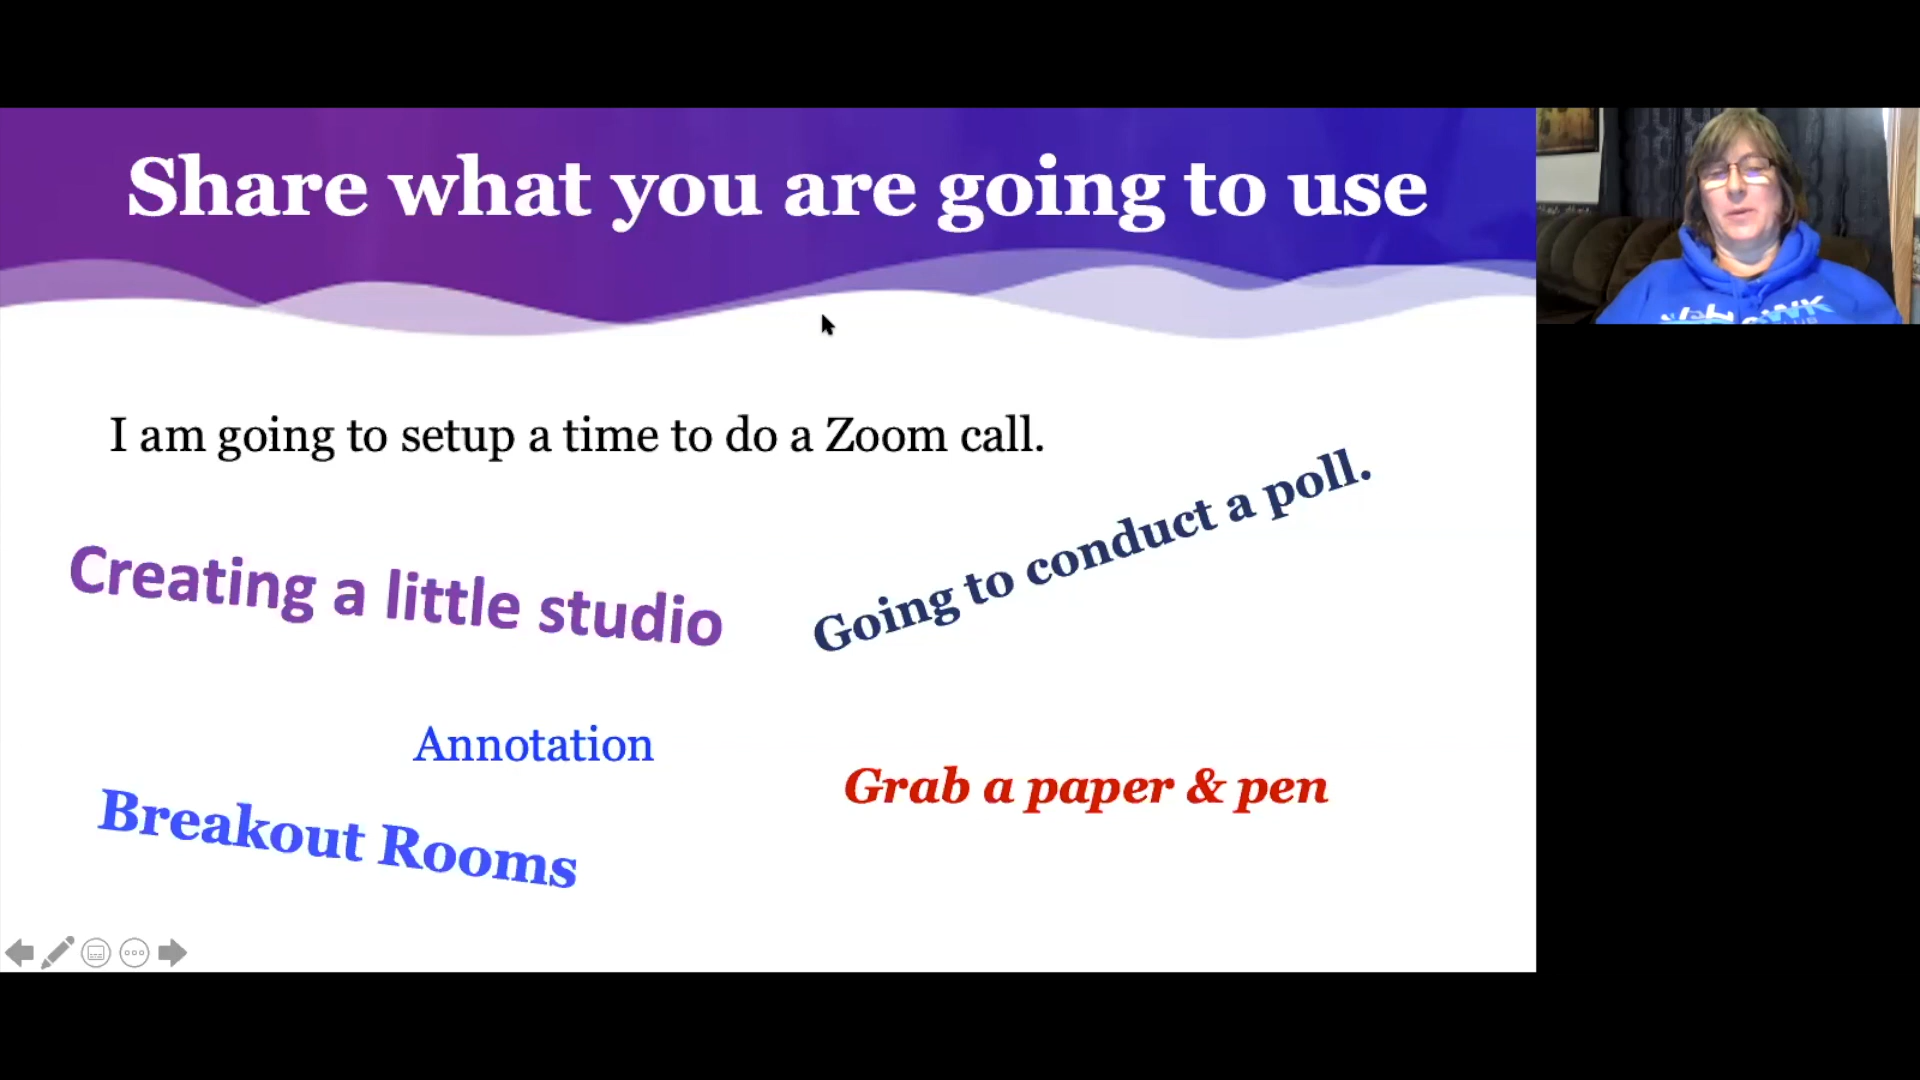 Share what you are going to use
I am going to setup a time to do a Zoom call.
Going to conduct a poll.
Creating a little studio
Annotation
Grab a paper & pen
Breakout Rooms